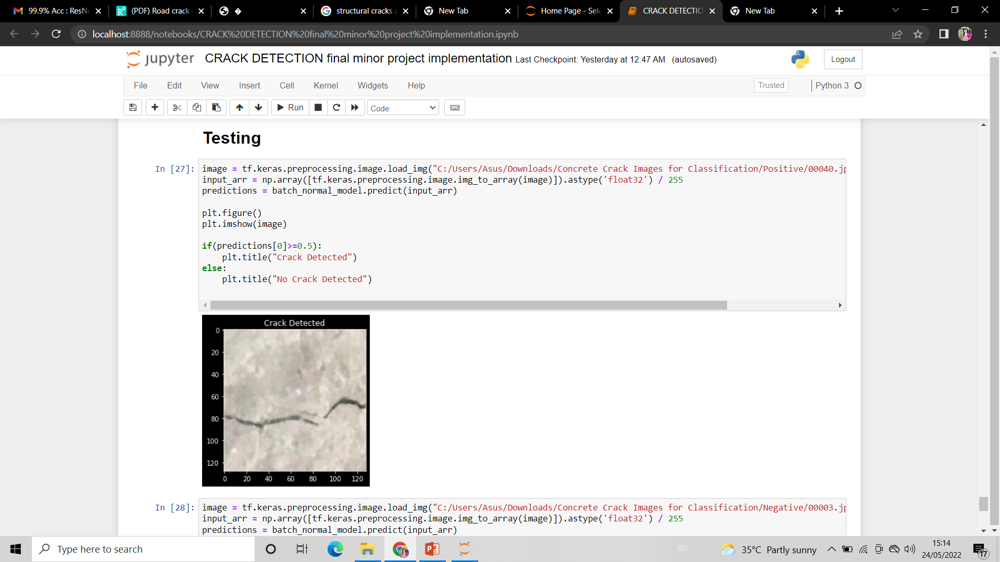 99.9% Acc : ResNe
(PDF) Road crack
�
structural cracks a
New Tab
Home Page - Sele
CRACK DETECTIO
New Tab
localhost:8888/notebooks/CRACK%20DETECTION%20final%20minor%20project%20implementation.ipynb
jupyter CRACK DETECTION final minor project implementation Last Checkpoint: Yesterday at 12:47 AM (autosaved)
Logout
File Edit View Insert Cell Kernel Widgets Help
Trusted
Python 3
Run
Code
Testing
In [27]:
image = tf.keras.preprocessing.image.load_img("C:/Users/Asus/Downloads/Concrete Crack Images for Classification/Positive/00040.jp
input_arr = np.array([tf.keras.preprocessing.image.img_to_array(image)]).astype('float32') / 255
predictions = batch_normal_model.predict(input_arr)
plt.figure()
plt.imshow(image)
if(predictions[0]>=0.5):
plt.title("Crack Detected")
else:
plt.title("No Crack Detected")
Crack Detected
0
20
40
60
80
100
120
0 20 40 60 80 100 120
In [28]:
image = tf.keras.preprocessing.image.load_img("C:/Users/Asus/Downloads/Concrete Crack Images for Classification/Negative/00003.jp
input_arr = np.array([tf.keras.preprocessing.image.img_to_array(image)]).astype('float32') / 255
predictions = batch_normal_model.predict(input_arr)
Type here to search
EN
35°C Partly sunny
15:14
24/05/2022
17